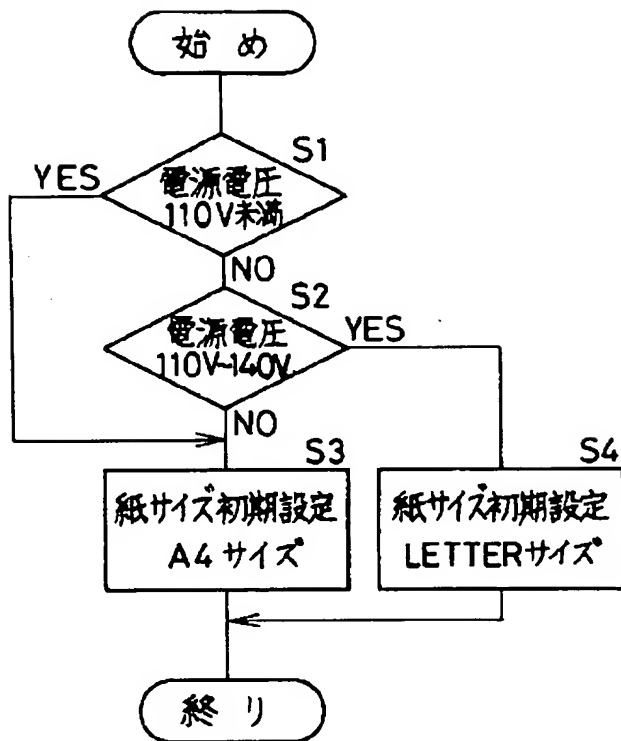 始め
S1
YES
電源電圧
110V未満
NO
S2
電源電圧
110V~140V
YES
NO
S3
紙サイズ初期設定
A4サイズ
S4
紙サイズ初期設定
LETTERサイズ
終り